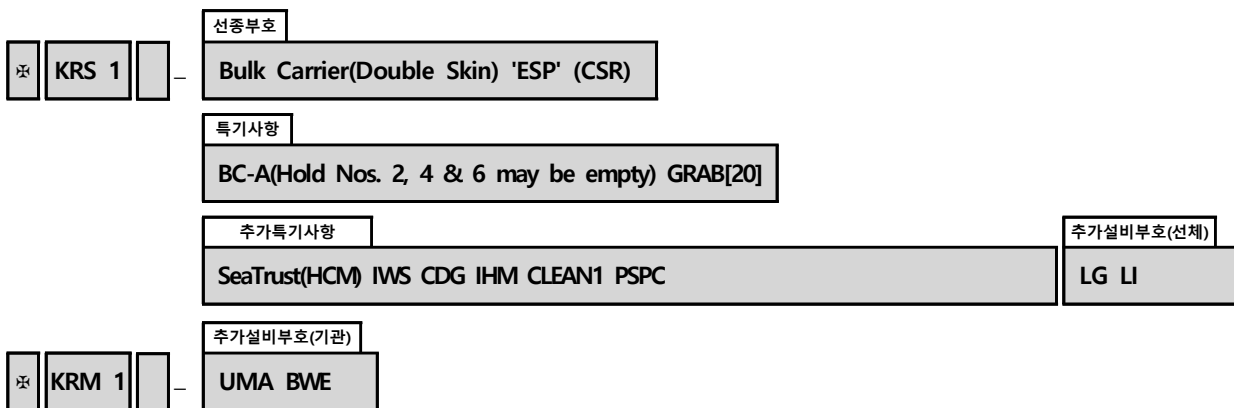 선종부호
✠ KRS 1 – Bulk Carrier(Double Skin) 'ESP' (CSR)
특기사항
BC-A(Hold Nos. 2, 4 & 6 may be empty) GRAB[20]
추가특기사항 추가설비부호(선체)
SeaTrust(HCM) IWS CDG IHM CLEAN1 PSPC LG LI
추가설비부호(기관)
✠ KRM 1 – UMA BWE